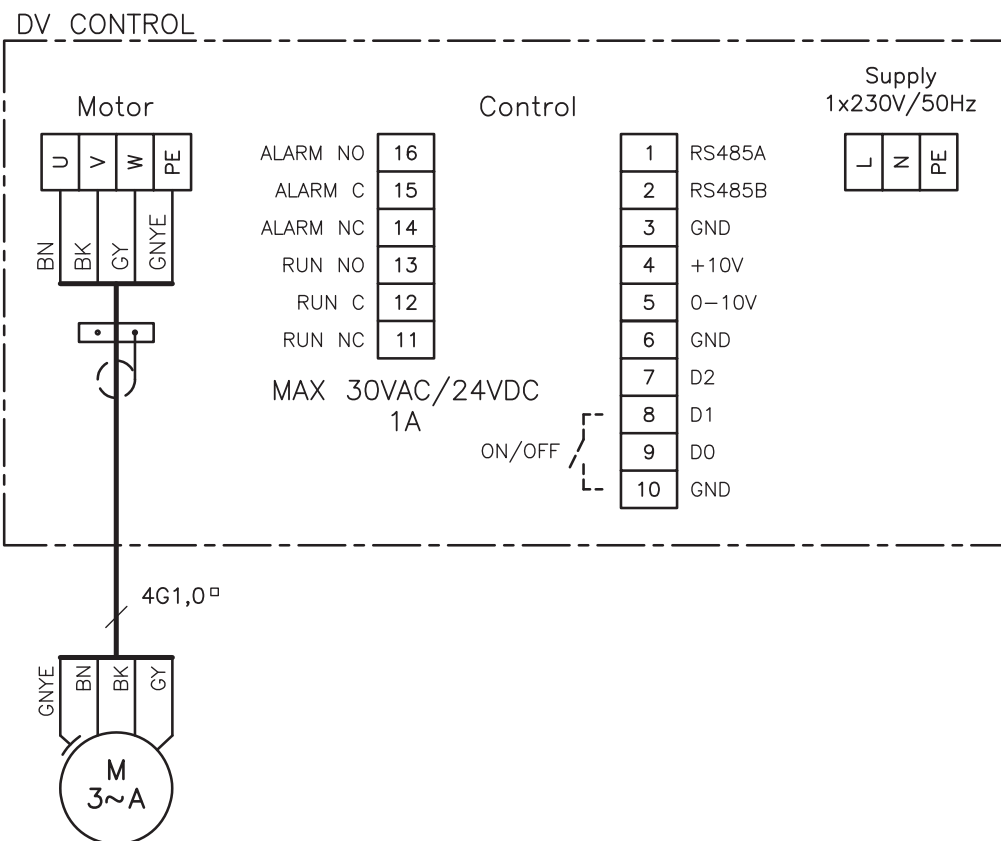 DV CONTROL
Supply
1x230V/50Hz
Motor
Control
U V W PE
L N PE
ALARM NO 16
ALARM C 15
ALARM NC 14
RUN NO 13
RUN C 12
RUN NC 11
MAX 30VAC/24VDC
1A
1 RS485A
2 RS485B
3 GND
4 +10V
5 0-10V
6 GND
7 D2
8 D1
9 D0
10 GND
ON/OFF
BN BK GY GNYE
4G1,0
GNYE BN BK GY
M
3~A